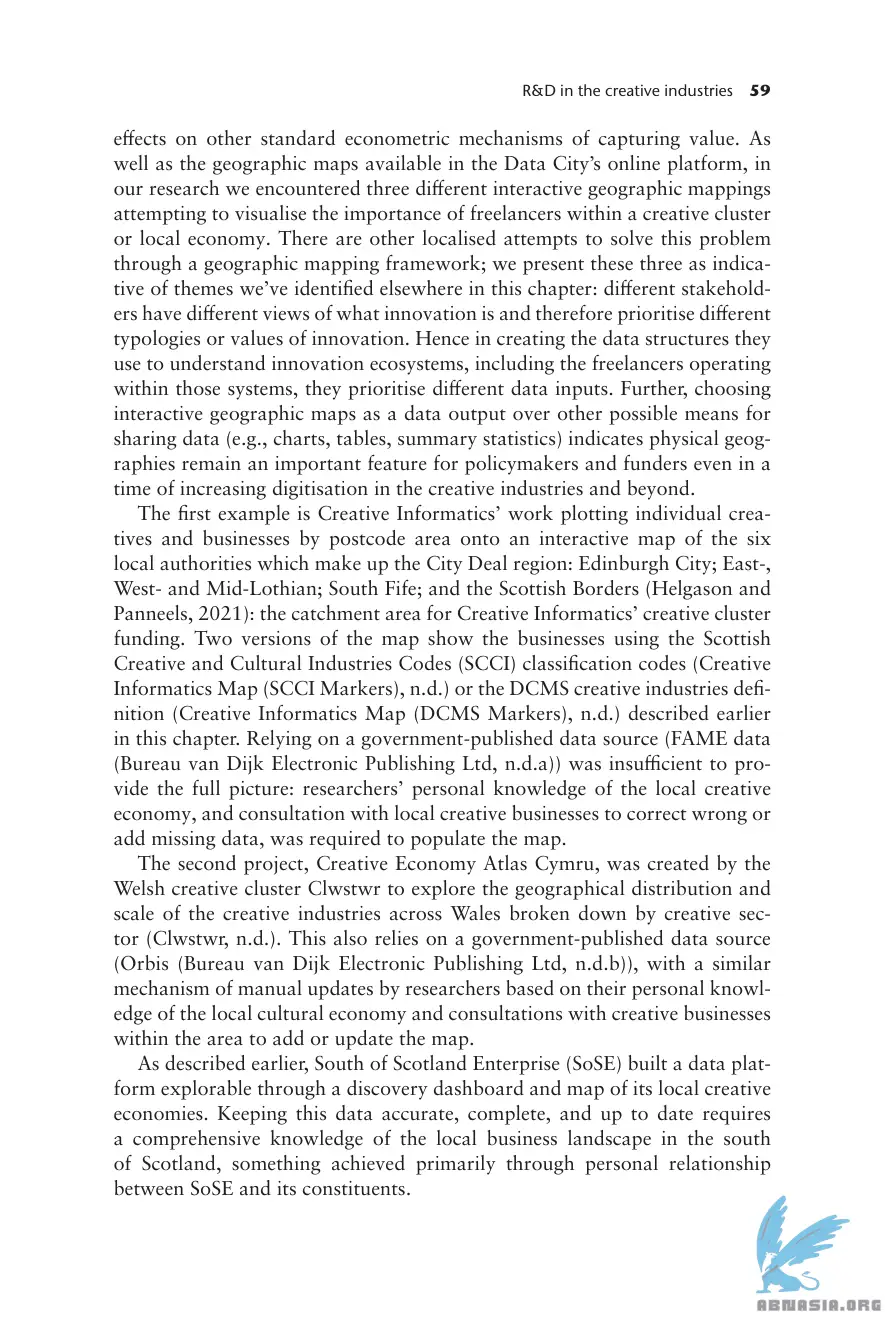 R&D in the creative industries 59
effects on other standard econometric mechanisms of capturing value. As
well as the geographic maps available in the Data City’s online platform, in
our research we encountered three different interactive geographic mappings
attempting to visualise the importance of freelancers within a creative cluster
or local economy. There are other localised attempts to solve this problem
through a geographic mapping framework; we present these three as indica-
tive of themes we’ve identified elsewhere in this chapter: different stakehold-
ers have different views of what innovation is and therefore prioritise different
typologies or values of innovation. Hence in creating the data structures they
use to understand innovation ecosystems, including the freelancers operating
within those systems, they prioritise different data inputs. Further, choosing
interactive geographic maps as a data output over other possible means for
sharing data (e.g., charts, tables, summary statistics) indicates physical geog-
raphies remain an important feature for policymakers and funders even in a
time of increasing digitisation in the creative industries and beyond.
The first example is Creative Informatics’ work plotting individual crea-
tives and businesses by postcode area onto an interactive map of the six
local authorities which make up the City Deal region: Edinburgh City; East-,
West- and Mid-Lothian; South Fife; and the Scottish Borders (Helgason and
Panneels, 2021): the catchment area for Creative Informatics’ creative cluster
funding. Two versions of the map show the businesses using the Scottish
Creative and Cultural Industries Codes (SCCI) classification codes (Creative
Informatics Map (SCCI Markers), n.d.) or the DCMS creative industries defi-
nition (Creative Informatics Map (DCMS Markers), n.d.) described earlier
in this chapter. Relying on a government-published data source (FAME data
(Bureau van Dijk Electronic Publishing Ltd, n.d.a)) was insufficient to pro-
vide the full picture: researchers’ personal knowledge of the local creative
economy, and consultation with local creative businesses to correct wrong or
add missing data, was required to populate the map.
The second project, Creative Economy Atlas Cymru, was created by the
Welsh creative cluster Clwstwr to explore the geographical distribution and
scale of the creative industries across Wales broken down by creative sec-
tor (Clwstwr, n.d.). This also relies on a government-published data source
(Orbis (Bureau van Dijk Electronic Publishing Ltd, n.d.b)), with a similar
mechanism of manual updates by researchers based on their personal knowl-
edge of the local cultural economy and consultations with creative businesses
within the area to add or update the map.
As described earlier, South of Scotland Enterprise (SoSE) built a data plat-
form explorable through a discovery dashboard and map of its local creative
economies. Keeping this data accurate, complete, and up to date requires
a comprehensive knowledge of the local business landscape in the south
of Scotland, something achieved primarily through personal relationship
between SoSE and its constituents.
ABNASIA.ORG